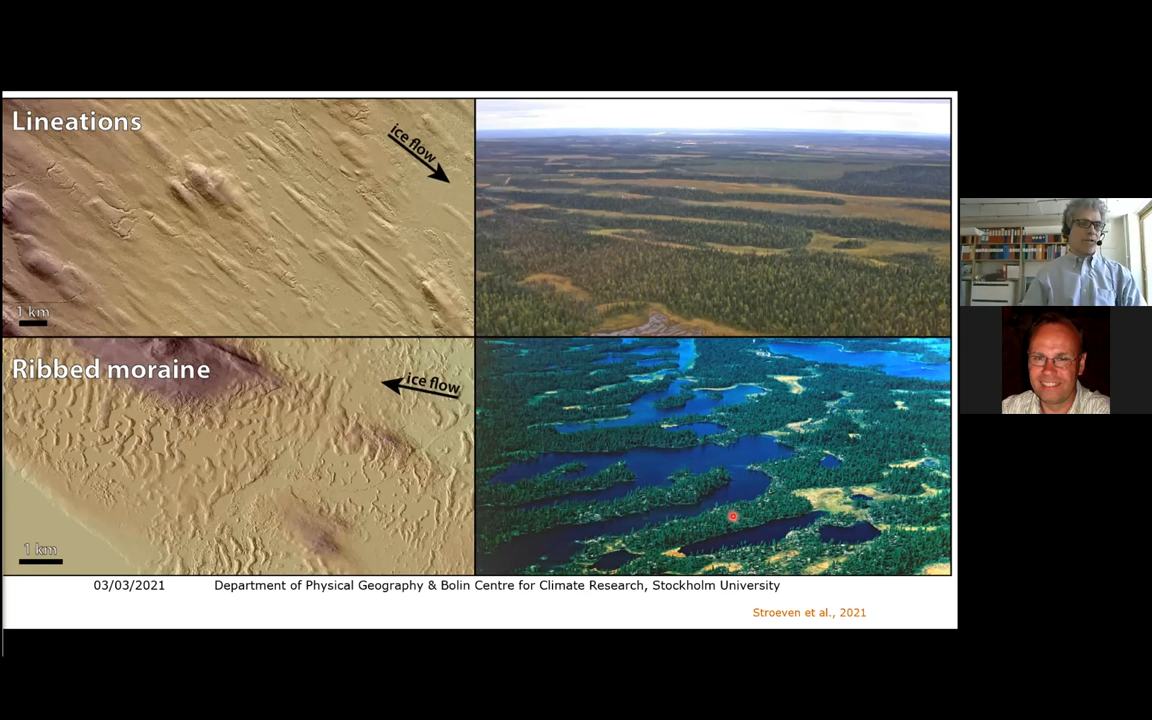 Lineations
ice flow
1 km
Ribbed moraine
ice flow
1 km
03/03/2021 Department of Physical Geography & Bolin Centre for Climate Research, Stockholm University
Stroeven et al., 2021